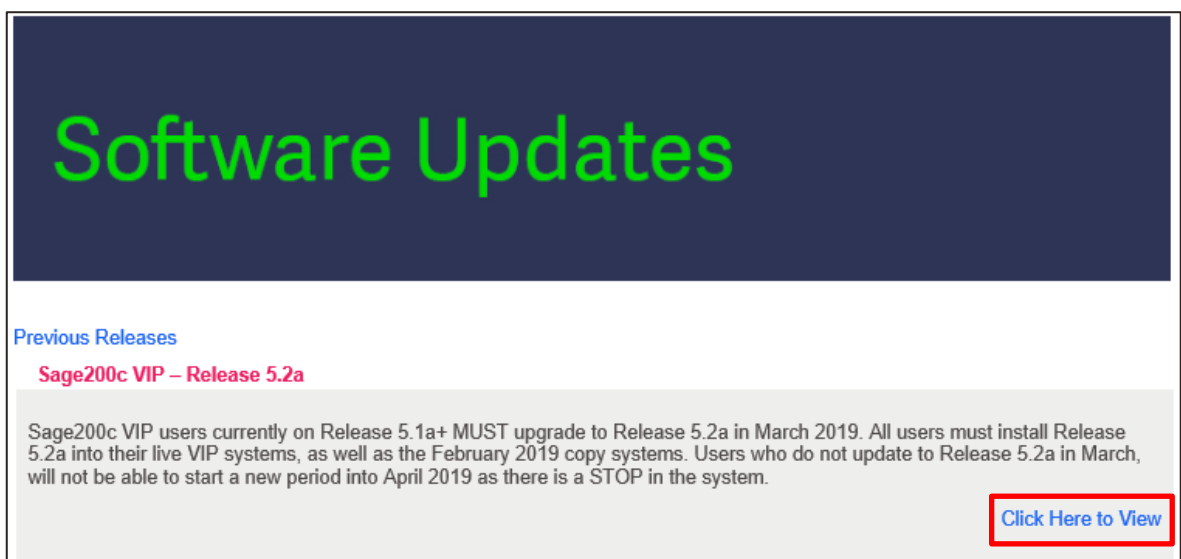 Software Updates
Previous Releases
Sage200c VIP – Release 5.2a
Sage200c VIP users currently on Release 5.1a+ MUST upgrade to Release 5.2a in March 2019. All users must install Release
5.2a into their live VIP systems, as well as the February 2019 copy systems. Users who do not update to Release 5.2a in March,
will not be able to start a new period into April 2019 as there is a STOP in the system.
Click Here to View